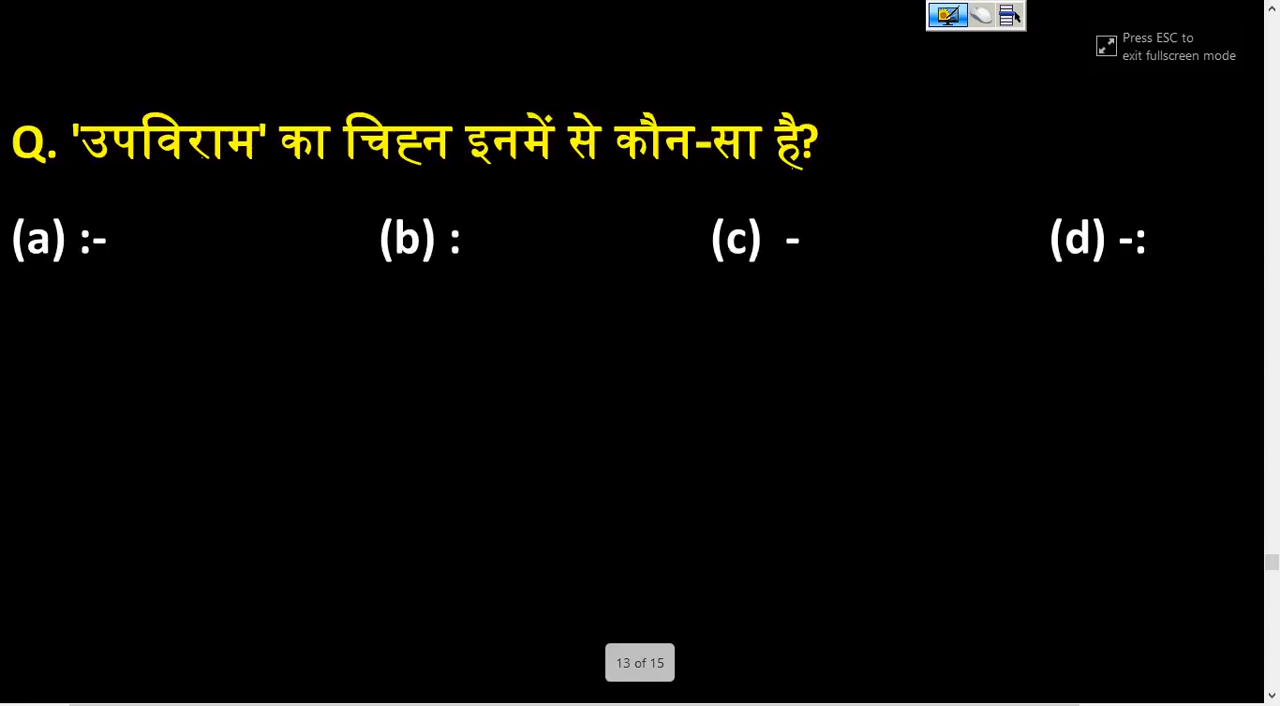 Press ESC to
exit fullscreen mode
Q. 'उपविराम' का चिह्न इनमें से कौन-सा है?
(a) :- (b) : (c) - (d) -:
13 of 15